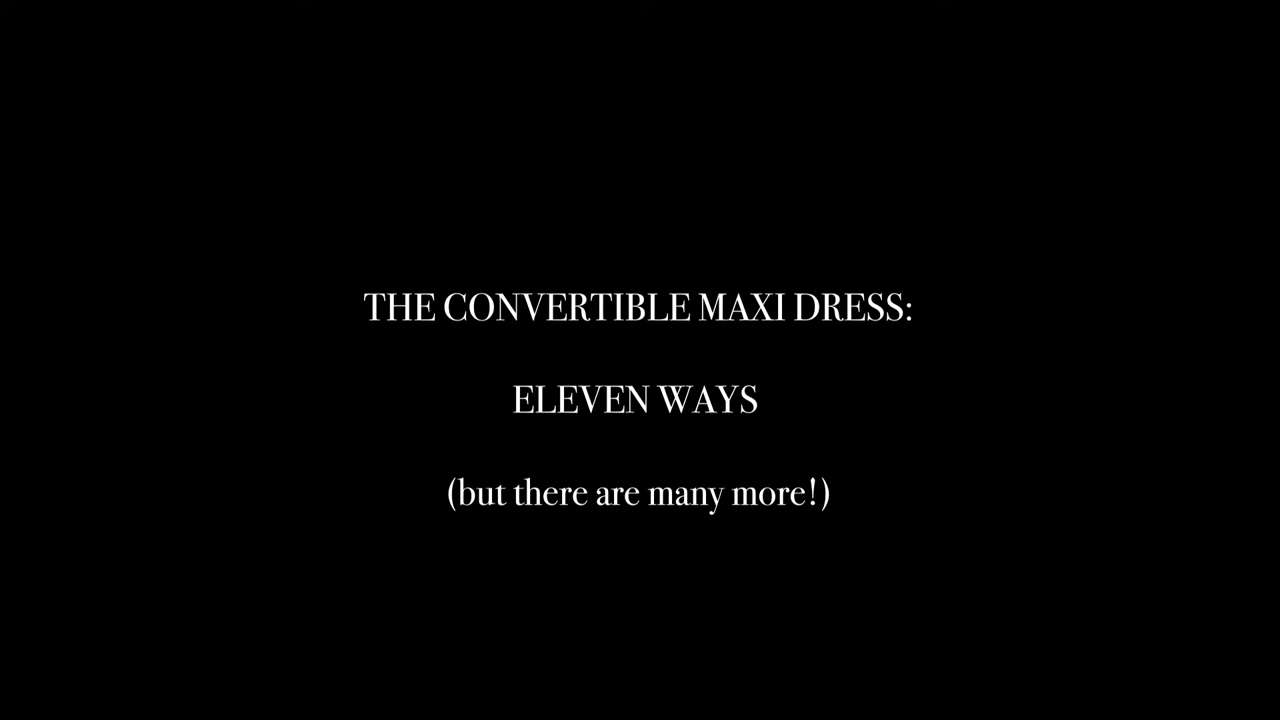 THE CONVERTIBLE MAXI DRESS:
ELEVEN WAYS
(but there are many more!)